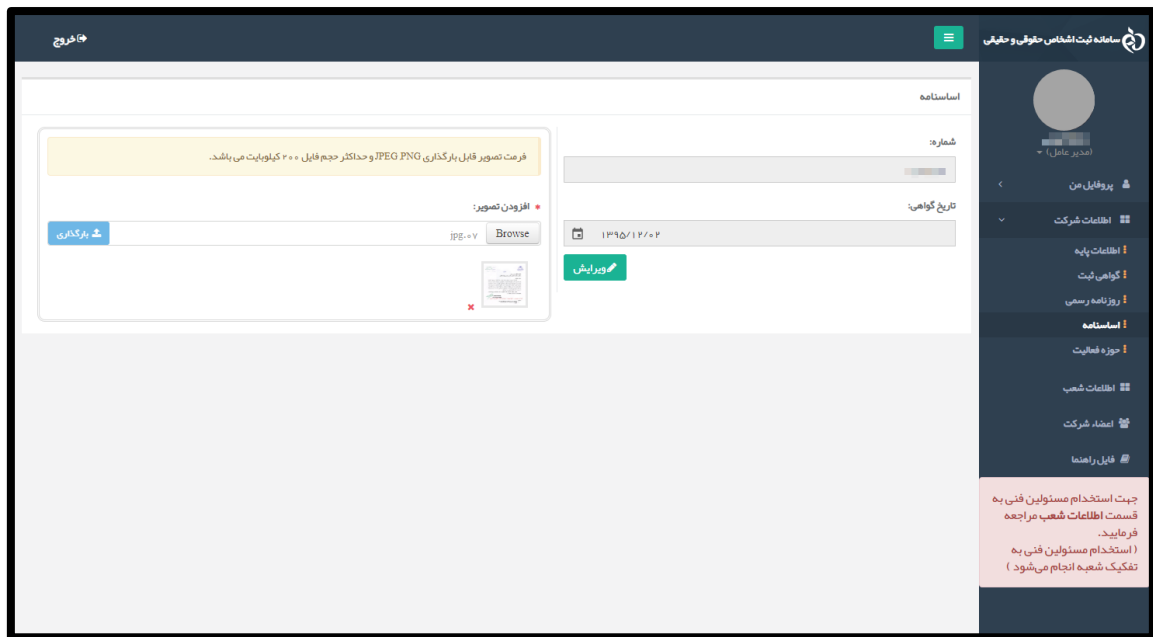 سامانه ثبت اشخاص حقوقی و حقیقی
خروج
(مدیر عامل)
پروفایل من
اطلاعات شرکت
اطلاعات پایه
گواهی ثبت
روزنامه رسمی
اساسنامه
حوزه فعالیت
اطلاعات شعب
اعضاء شرکت
فایل راهنما
جهت استخدام مسئولین فنی به
قسمت اطلاعات شعب مراجعه
فرمایید.
( استخدام مسئولین فنی به
تفکیک شعبه انجام می‌شود )
اساسنامه
شماره:
تاریخ گواهی:
۱۳۹۵/۱۲/۰۲
ویرایش
فرمت تصویر قابل بارگذاری JPEG ,PNG و حداکثر حجم فایل ۲۰۰ کیلوبایت می باشد.
* افزودن تصویر:
Browse
۰۷.jpg
بارگذاری